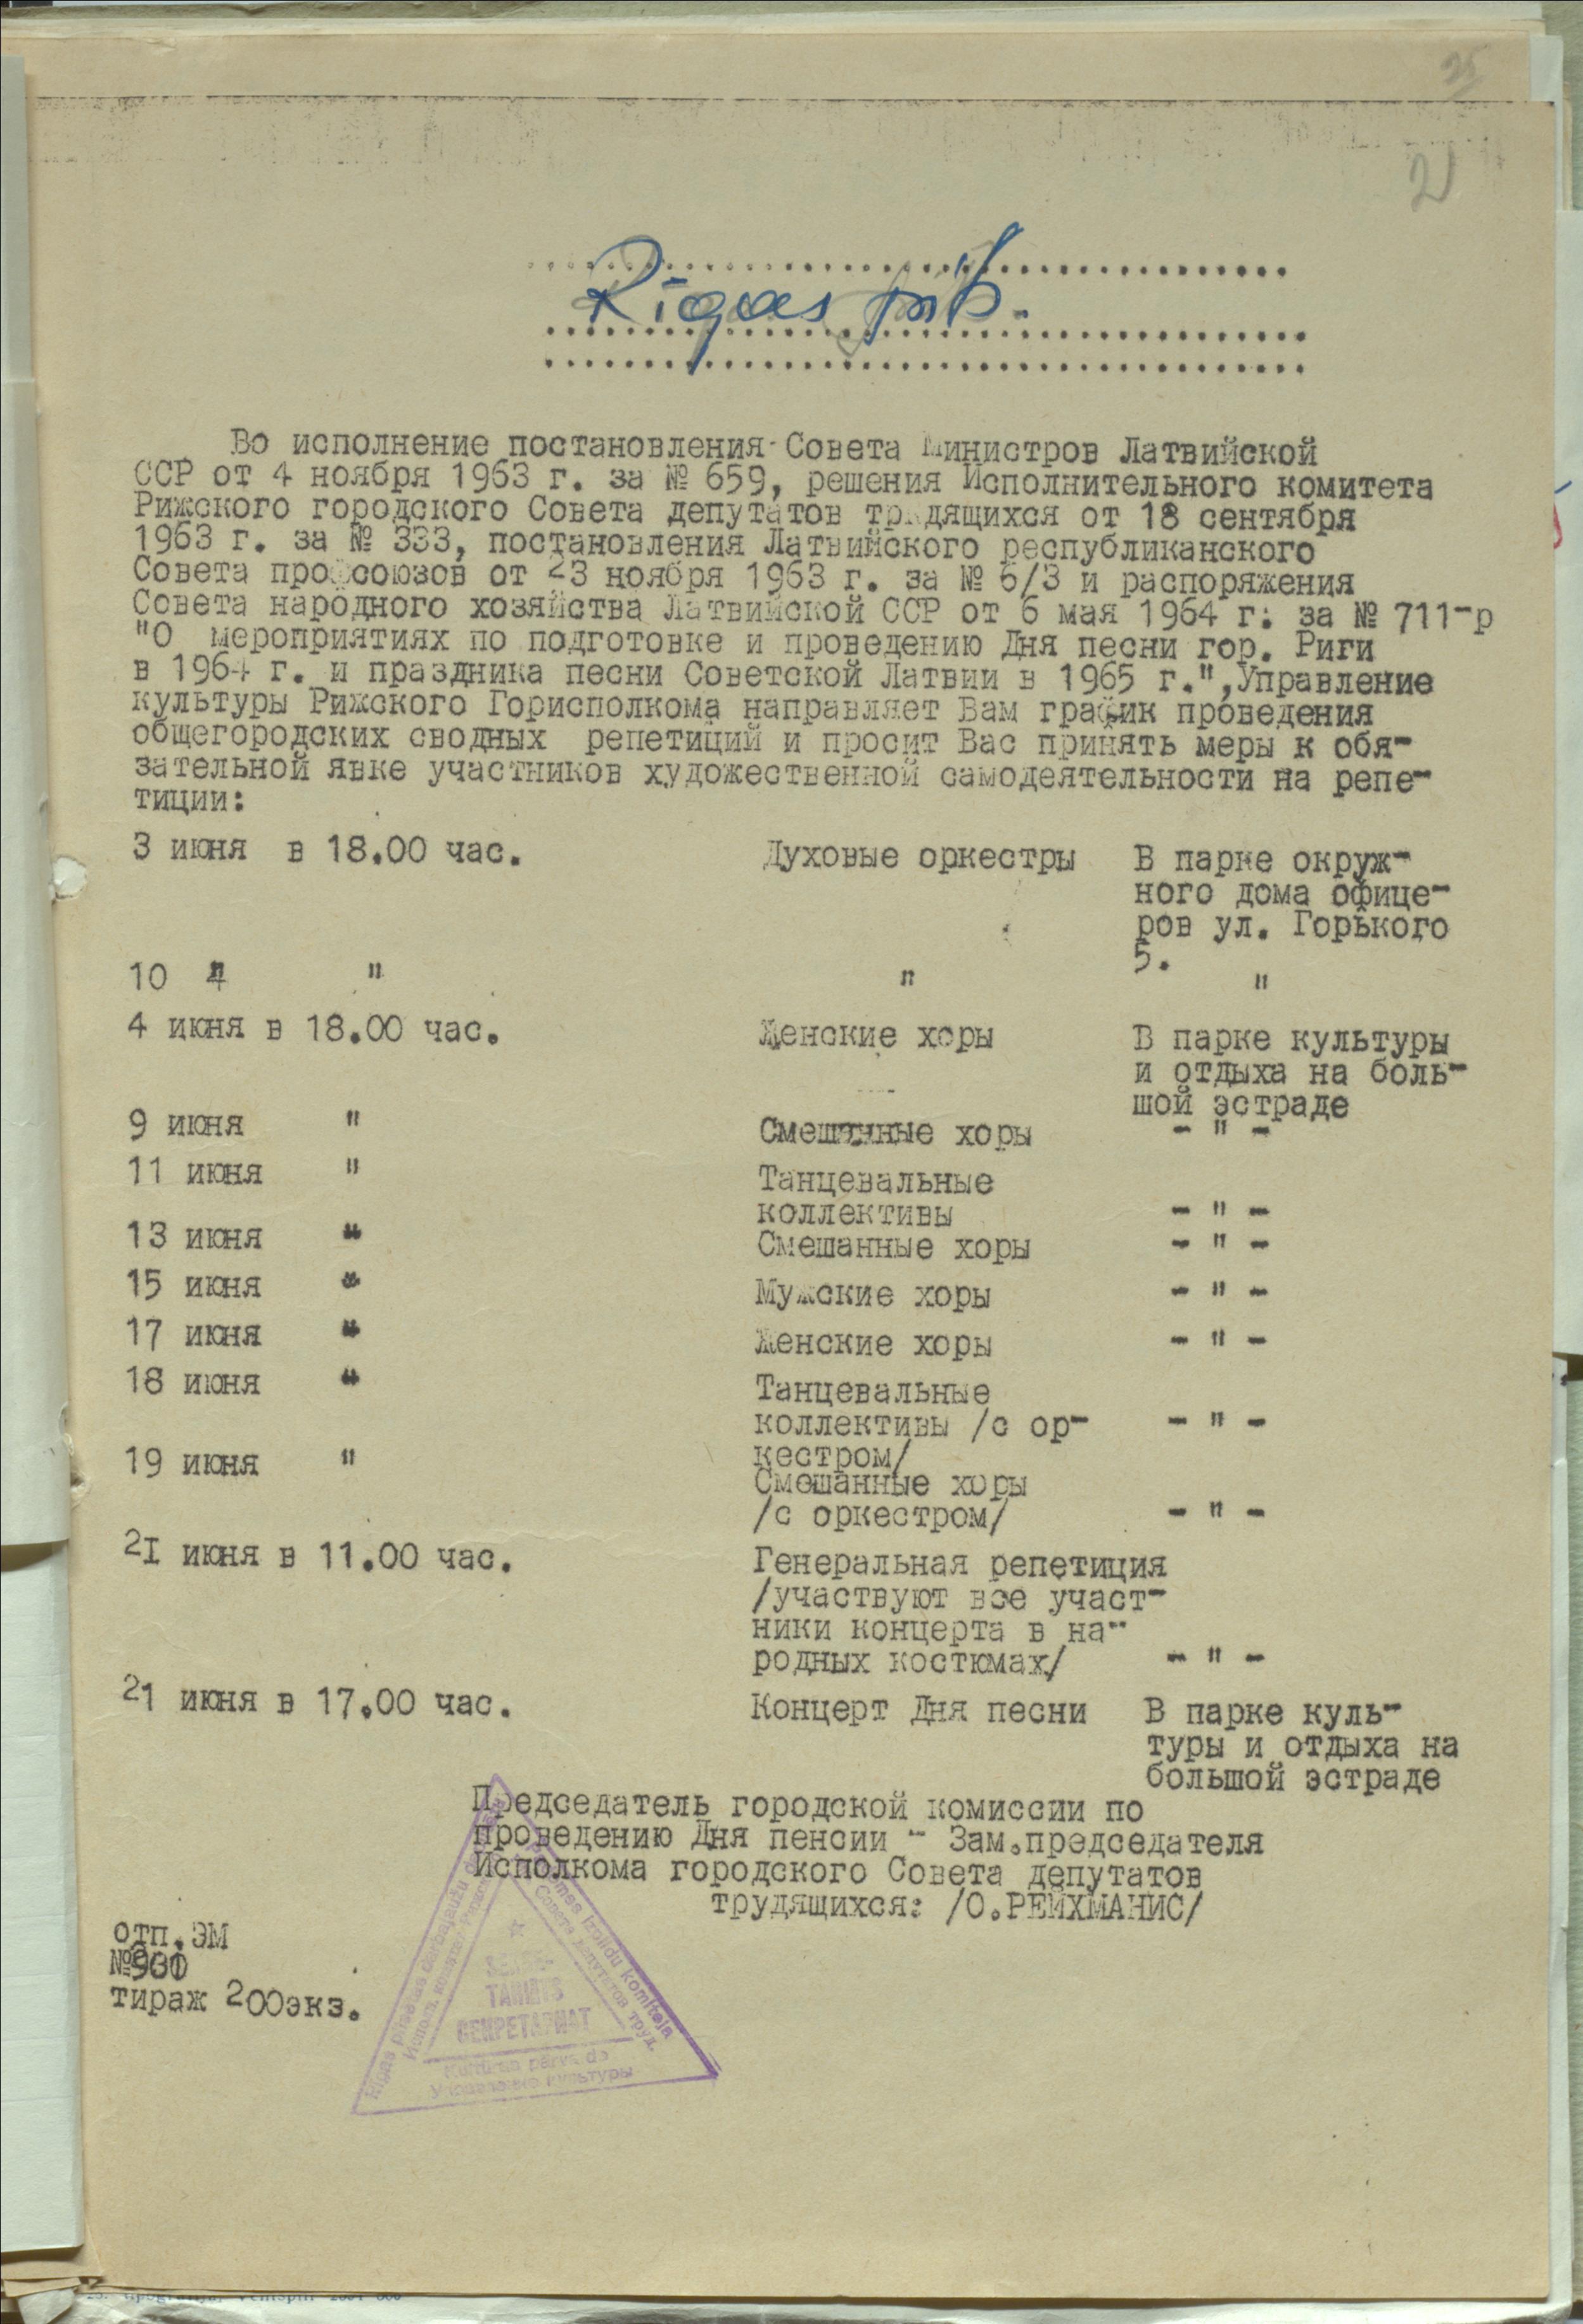 25
2
Rīgas
Во исполнение постановления Совета Министров Латвийской
ССР от 4 ноября 1963 г. за № 659, решения Исполнительного комитета
Рижского городского Совета депутатов трудящихся от 18 сентября
1963 г. за № 333, постановления Латвийского республиканского
Совета профсоюзов от 23 ноября 1963 г. за № 6/3 и распоряжения
Совета народного хозяйства Латвийской ССР от 6 мая 1964 г. за № 711-р
"О мероприятиях по подготовке и проведению Дня песни гор. Риги
в 1964 г. и праздника песни Советской Латвии в 1965 г.",Управление
культуры Рижского Горисполкома направляет Вам график проведения
общегородских сводных репетиций и просит Вас принять меры к обя-
зательной явке участников художественной самодеятельности на репе-
тиции:
3 июня в 18.00 час. Духовые оркестры В парке окруж-
ного дома офице-
ров ул. Горького
5.
10 " " " "
4 июня в 18.00 час. Женские хоры В парке культуры
и отдыха на боль-
шой эстраде
9 июня " Смешанные хоры - " -
11 июня " Танцевальные
коллективы - " -
13 июня " Смешанные хоры - " -
15 июня " Мужские хоры - " -
17 июня " Женские хоры - " -
18 июня " Танцевальные
коллективы /с ор- - " -
кестром/
19 июня " Смешанные хоры
/с оркестром/ - " -
2I июня в 11.00 час. Генеральная репетиция
/участвуют все участ-
ники концерта в на-
родных костюмах/ - " -
21 июня в 17.00 час. Концерт Дня песни В парке куль-
туры и отдыха на
большой эстраде
Председатель городской комиссии по
проведению Дня пенсии - Зам.председателя
Исполкома городского Совета депутатов
трудящихся: /О.РЕЙХМАНИС/
отп.ЭМ
тираж 200экз.
Rīgas pilsētas darbaļaužu
izpildu komiteja
Совета депутатов труд.
СЕКРЕТАРИАТ
Kultūras pārvalde
Управление культуры